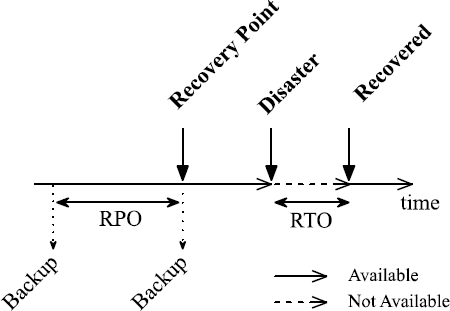 Recovery Point
Disaster
Recovered
time
RPO
RTO
Backup
Backup
Available
Not Available